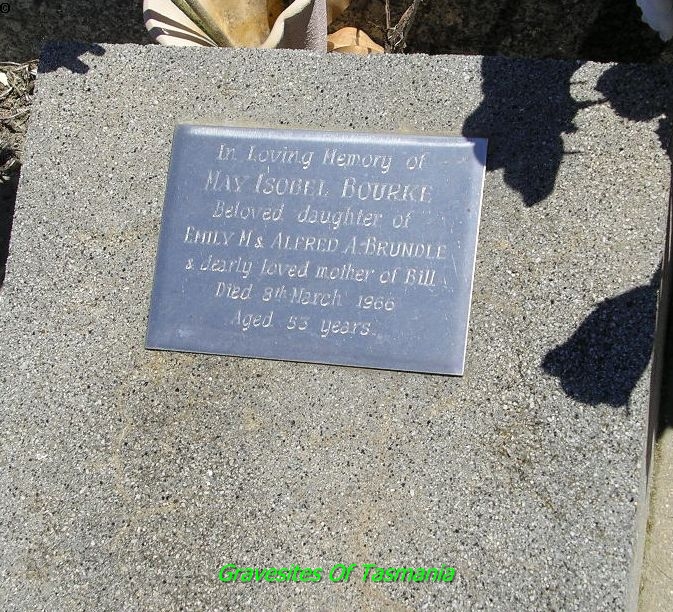 ©
In Loving Memory of
MAY ISOBEL BOURKE
Beloved daughter of
EMILY M & ALFRED A. BRUNDLE
& dearly loved mother of BILL
Died 8th March 1966
Aged 53 years.
Gravesites Of Tasmania